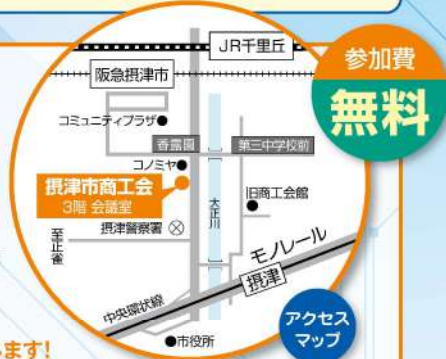 JR千里丘
参加費
無料
阪急摂津市
コミュニティプラザ
香露園
第三中学校前
コノミヤ
摂津市商工会
3階 会議室
旧商工会館
大正川
摂津警察署
至正雀
モノレール
摂津
中央環状線
市役所
アクセス
マップ
します!